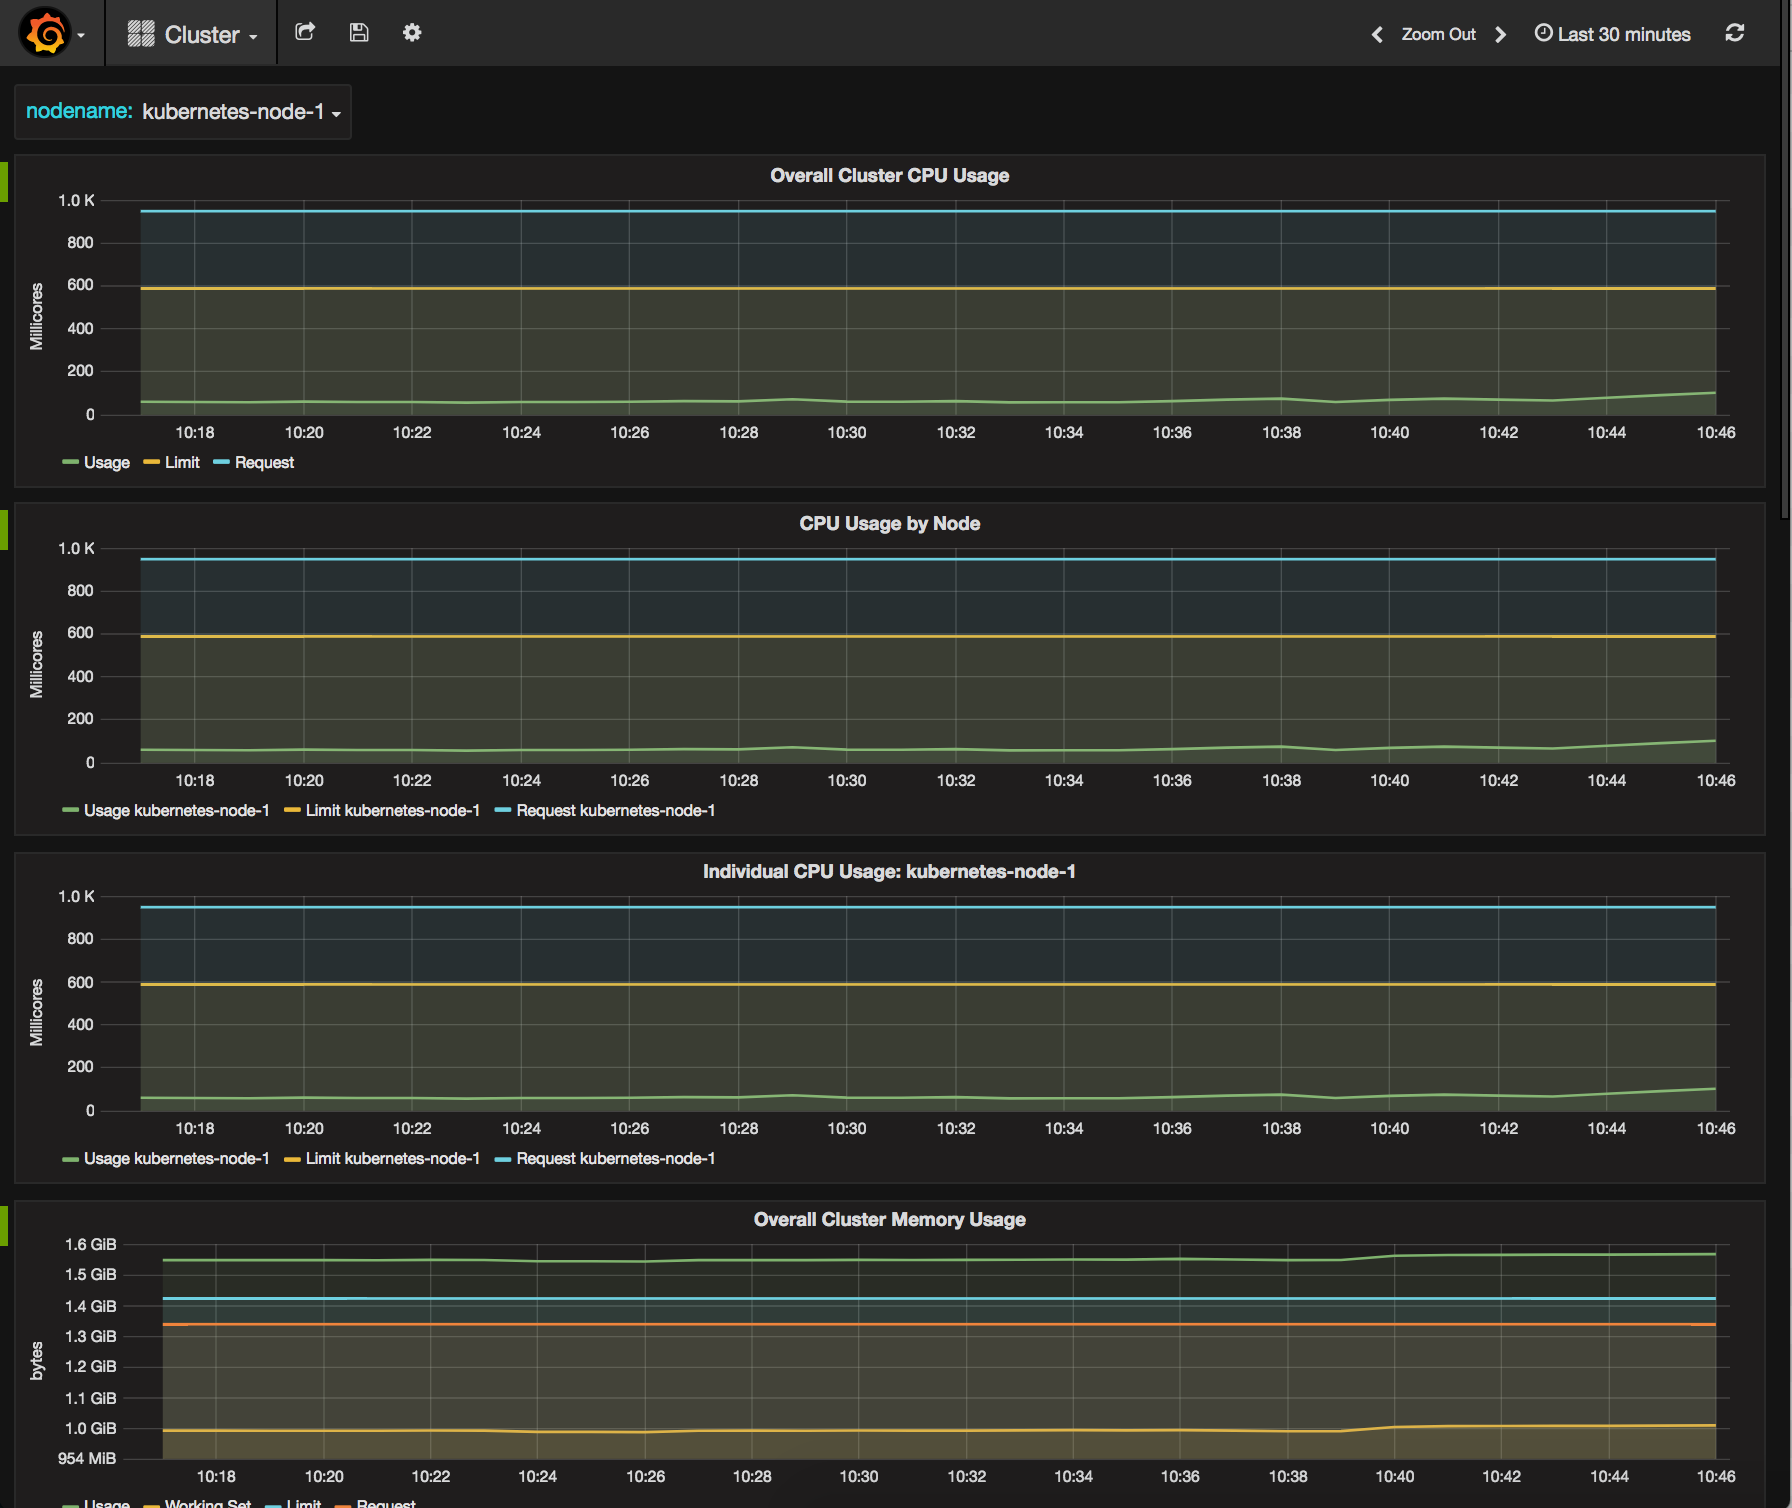 Cluster
Zoom Out
Last 30 minutes
nodename: kubernetes-node-1
Overall Cluster CPU Usage
1.0 K
800
600
400
200
0
Millicores
10:18 10:20 10:22 10:24 10:26 10:28 10:30 10:32 10:34 10:36 10:38 10:40 10:42 10:44 10:46
Usage Limit Request
CPU Usage by Node
1.0 K
800
600
400
200
0
Millicores
10:18 10:20 10:22 10:24 10:26 10:28 10:30 10:32 10:34 10:36 10:38 10:40 10:42 10:44 10:46
Usage kubernetes-node-1 Limit kubernetes-node-1 Request kubernetes-node-1
Individual CPU Usage: kubernetes-node-1
1.0 K
800
600
400
200
0
Millicores
10:18 10:20 10:22 10:24 10:26 10:28 10:30 10:32 10:34 10:36 10:38 10:40 10:42 10:44 10:46
Usage kubernetes-node-1 Limit kubernetes-node-1 Request kubernetes-node-1
Overall Cluster Memory Usage
1.6 GiB
1.5 GiB
1.4 GiB
1.3 GiB
1.2 GiB
1.1 GiB
1.0 GiB
954 MiB
bytes
10:18 10:20 10:22 10:24 10:26 10:28 10:30 10:32 10:34 10:36 10:38 10:40 10:42 10:44 10:46
Usage Working Set Limit Request